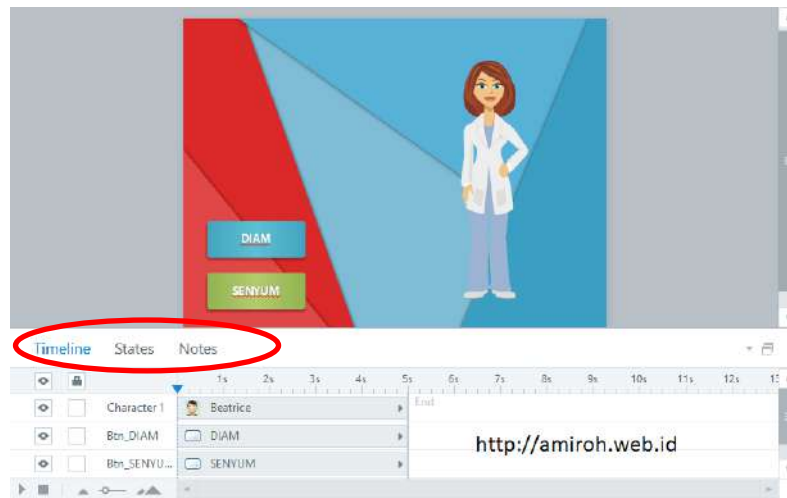 DIAM
SENYUM
Timeline States Notes
1s 2s 3s 4s 5s 6s 7s 8s 9s 10s 11s 12s
Character 1 Beatrice End
Btn_DIAM DIAM
Btn_SENYU... SENYUM
http://amiroh.web.id